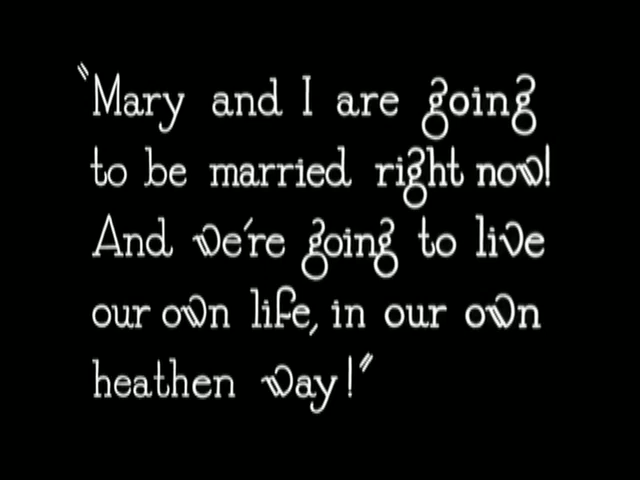 "Mary and I are going
to be married right now!
And we're going to live
our own life, in our own
heathen way!"